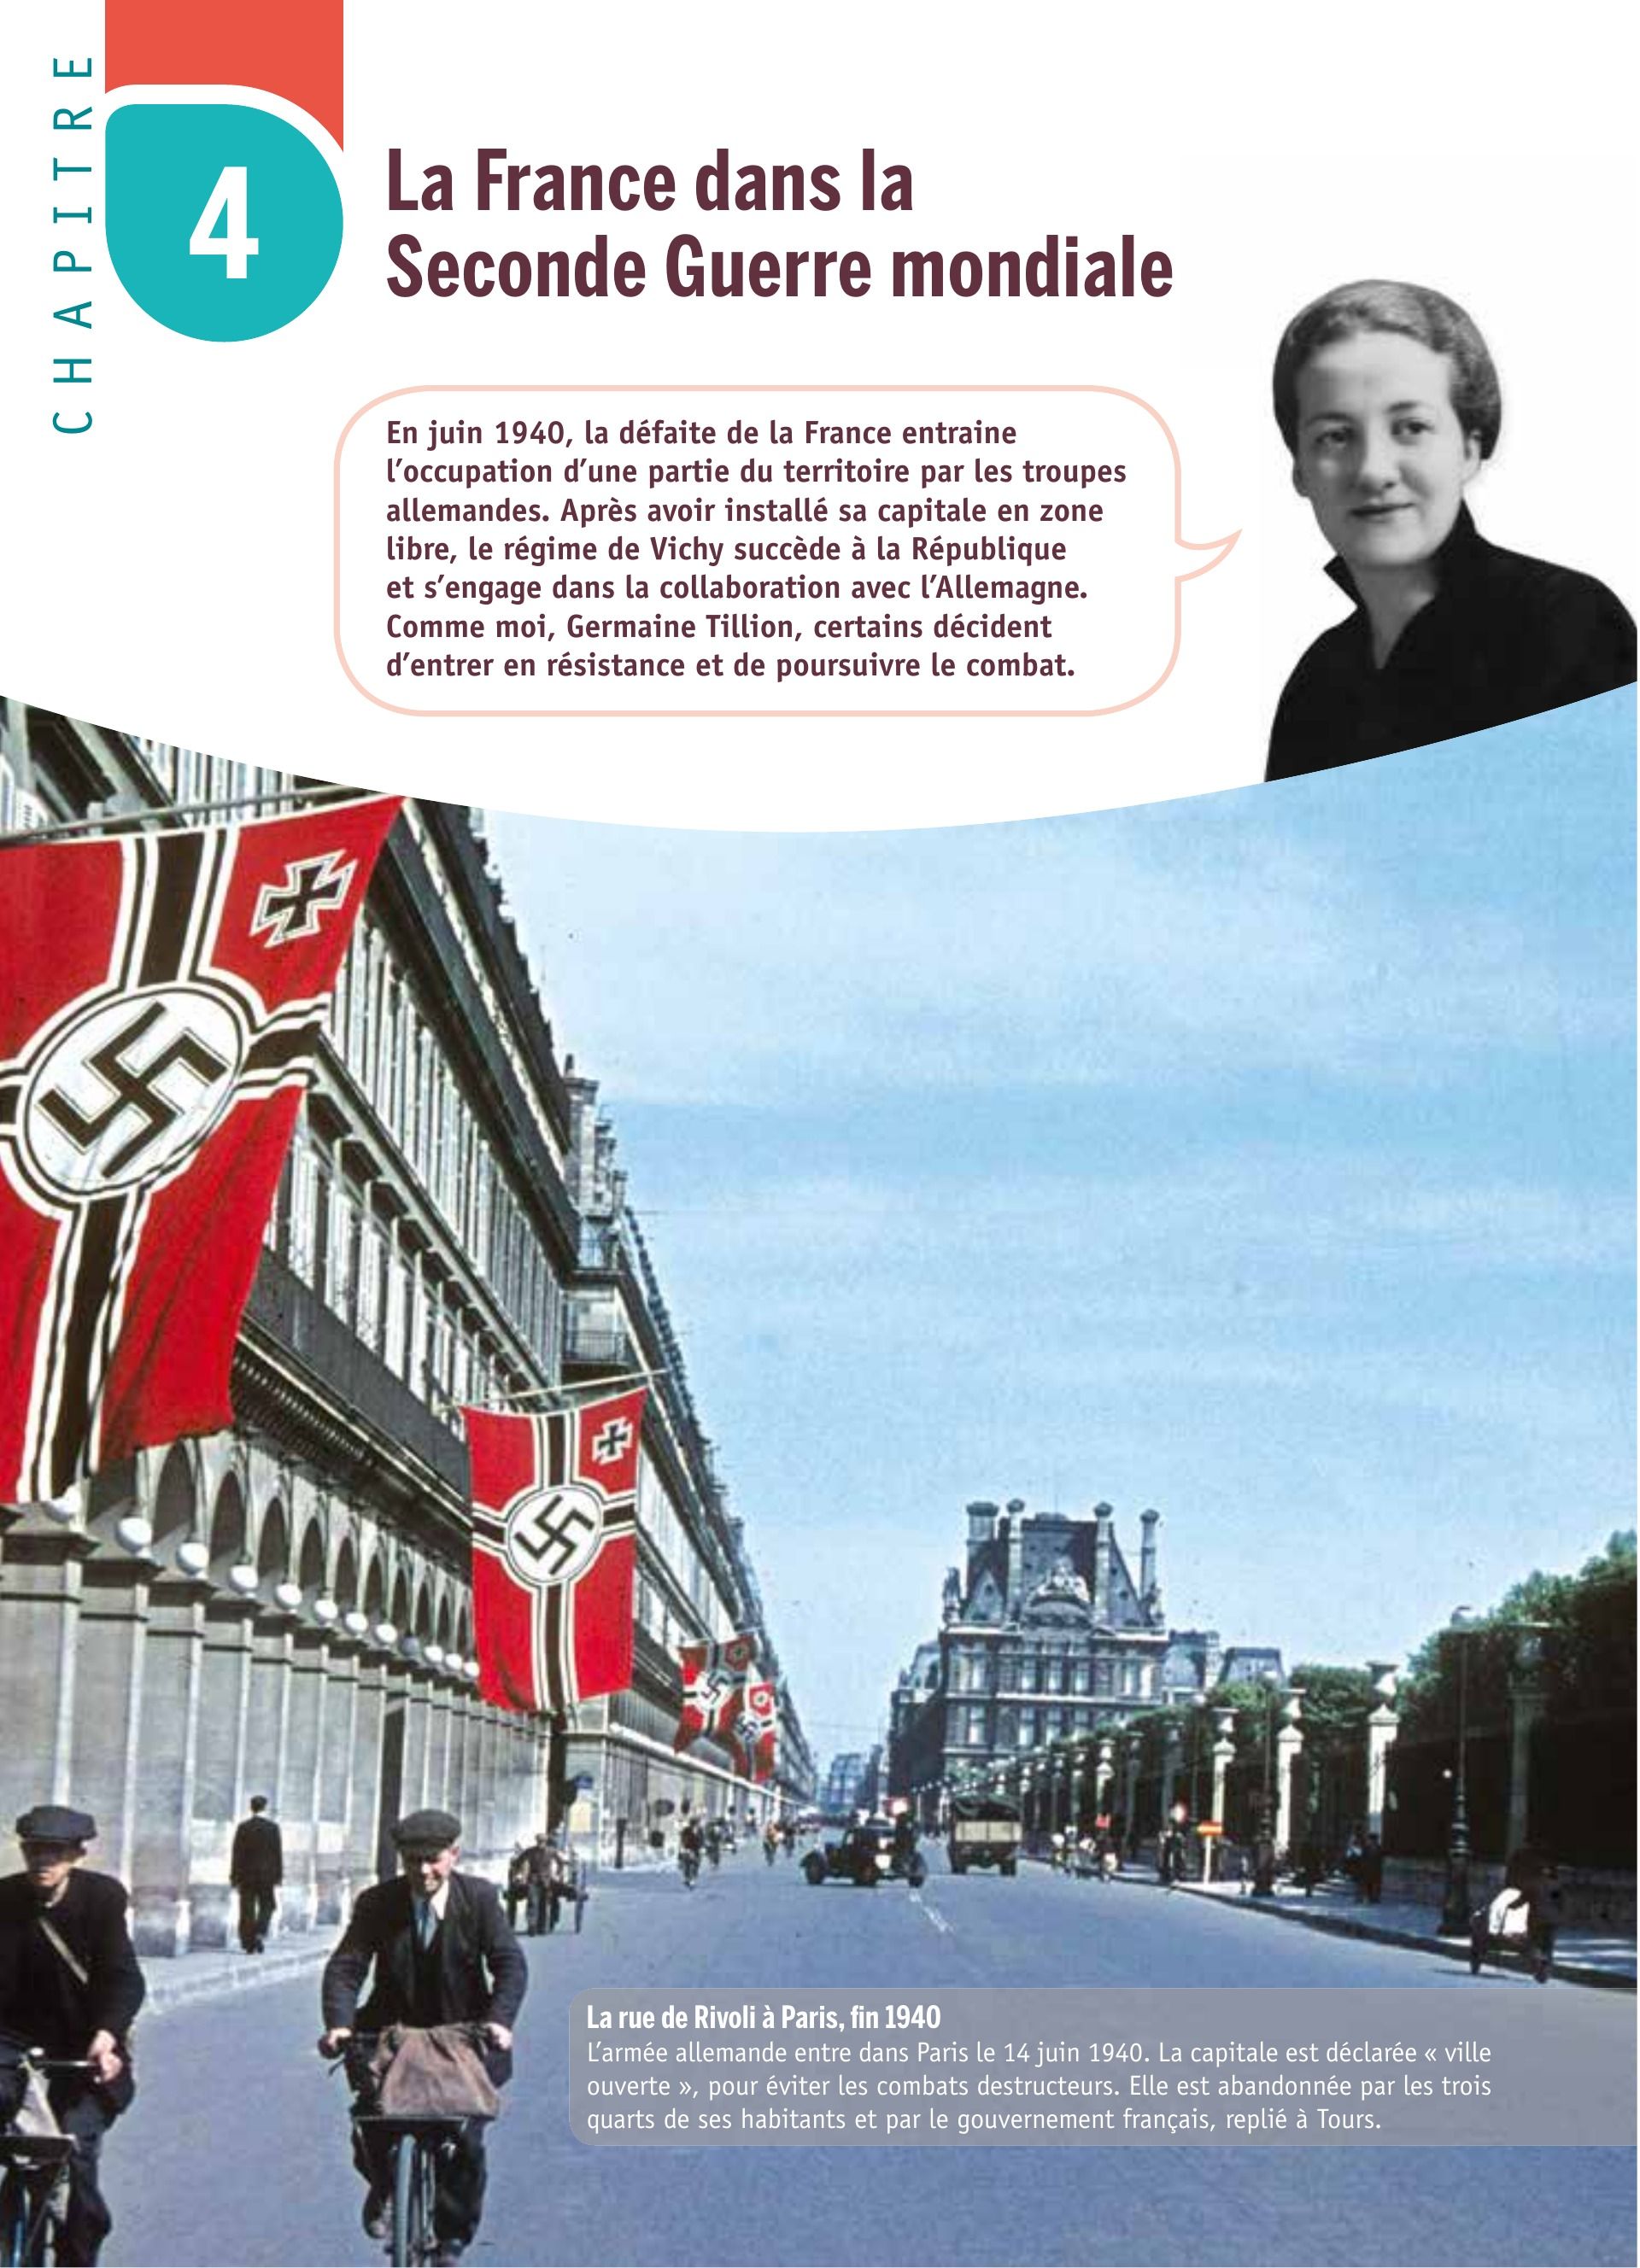 CHAPITRE
4
La France dans la
Seconde Guerre mondiale
En juin 1940, la défaite de la France entraine
l'occupation d'une partie du territoire par les troupes
allemandes. Après avoir installé sa capitale en zone
libre, le régime de Vichy succède à la République
et s'engage dans la collaboration avec l'Allemagne.
Comme moi, Germaine Tillion, certains décident
d'entrer en résistance et de poursuivre le combat.
La rue de Rivoli à Paris, fin 1940
L'armée allemande entre dans Paris le 14 juin 1940. La capitale est déclarée « ville
ouverte », pour éviter les combats destructeurs. Elle est abandonnée par les trois
quarts de ses habitants et par le gouvernement français, replié à Tours.